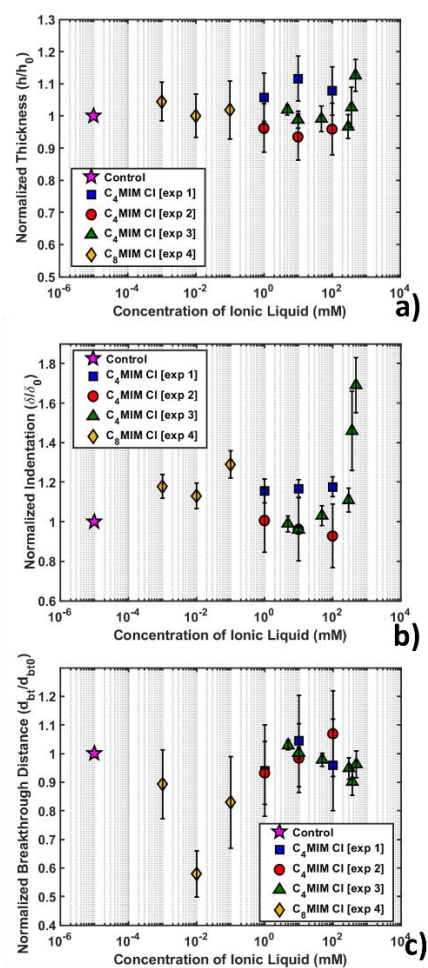 Normalized Thickness (h/h₀)
1.3
1.2
1.1
1
0.9
0.8
0.7
0.6
0.5
Control
C₄MIM Cl [exp 1]
C₄MIM Cl [exp 2]
C₄MIM Cl [exp 3]
C₈MIM Cl [exp 4]
10⁻⁶ 10⁻⁴ 10⁻² 10⁰ 10² 10⁴
Concentration of Ionic Liquid (mM)
a)
Normalized Indentation (δ/δ₀)
1.8
1.6
1.4
1.2
1
0.8
0.6
Control
C₄MIM Cl [exp 1]
C₄MIM Cl [exp 2]
C₄MIM Cl [exp 3]
C₈MIM Cl [exp 4]
10⁻⁶ 10⁻⁴ 10⁻² 10⁰ 10² 10⁴
Concentration of Ionic Liquid (mM)
b)
Normalized Breakthrough Distance (d_bt/d_bt0)
1.3
1.2
1.1
1
0.9
0.8
0.7
0.6
0.5
0.4
Control
C₄MIM Cl [exp 1]
C₄MIM Cl [exp 2]
C₄MIM Cl [exp 3]
C₈MIM Cl [exp 4]
10⁻⁶ 10⁻⁴ 10⁻² 10⁰ 10² 10⁴
Concentration of Ionic Liquid (mM)
c)